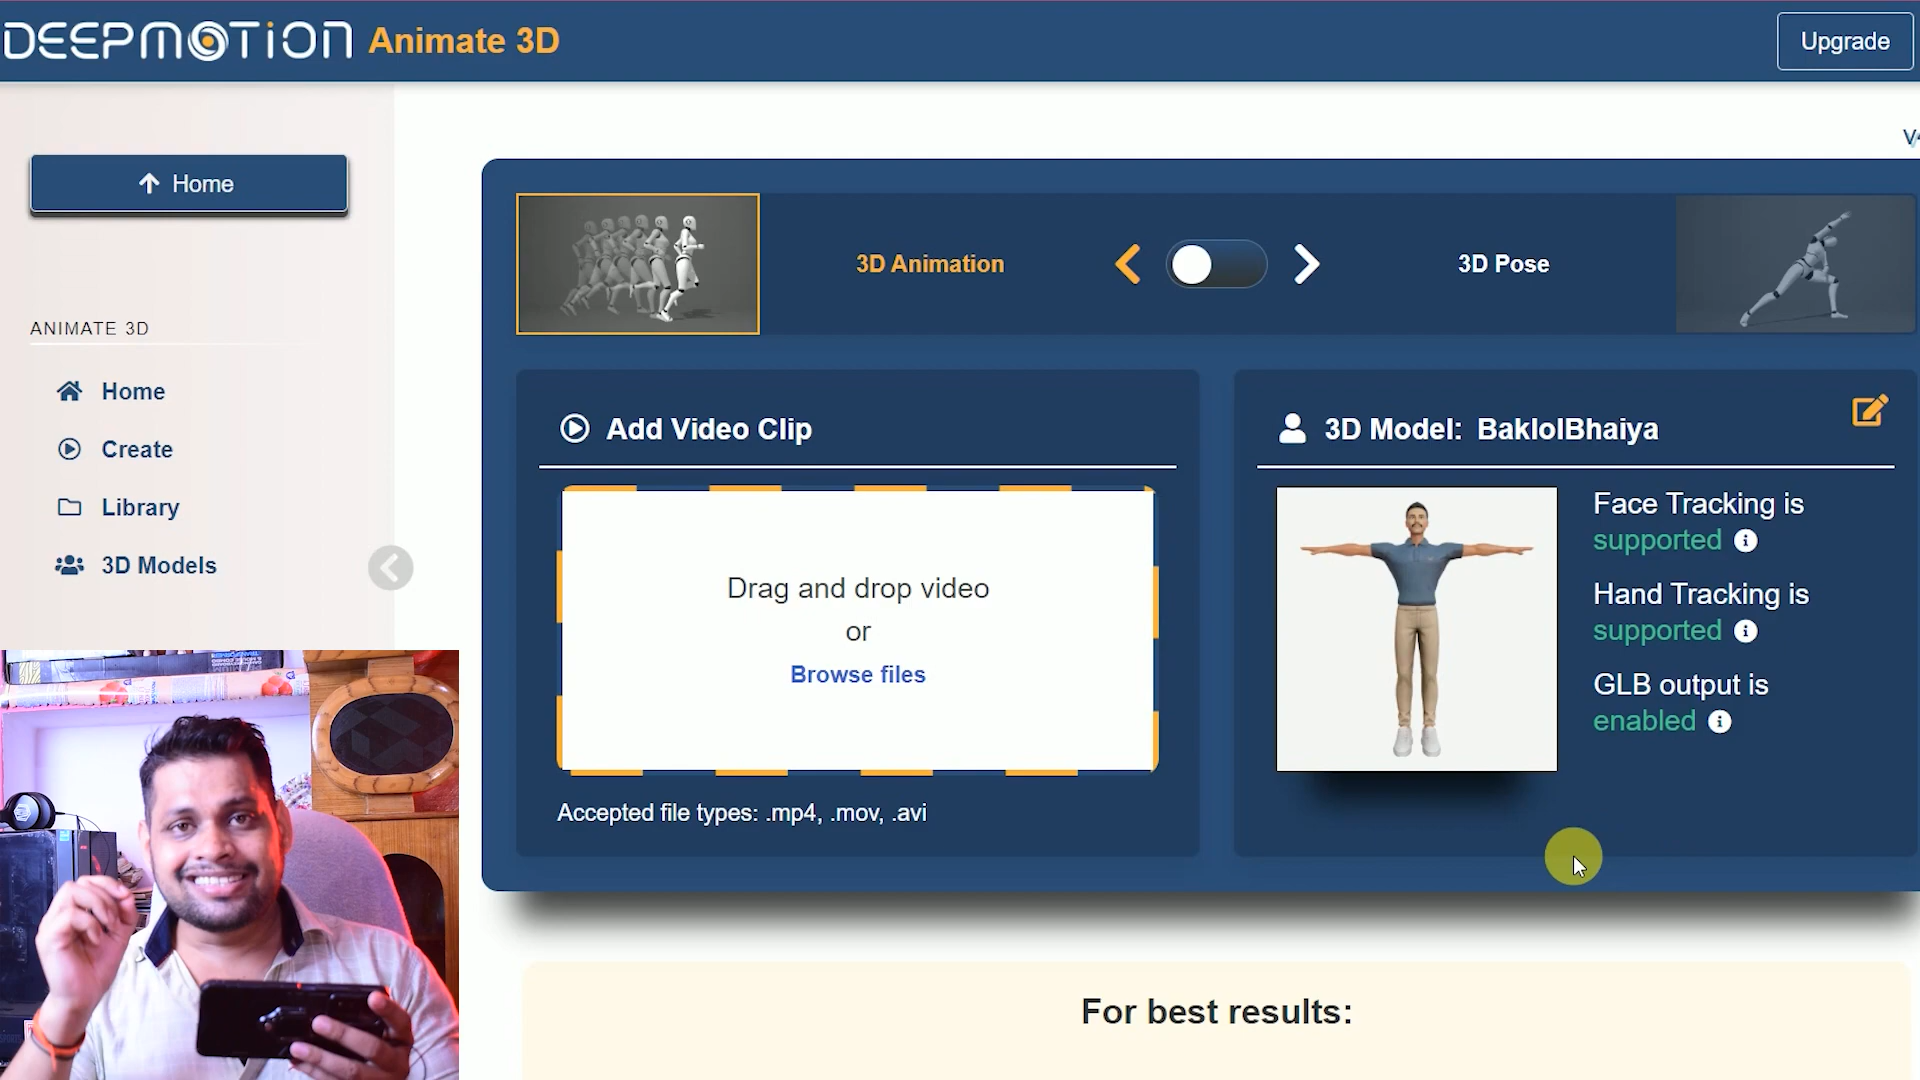 DEEPMOTION Animate 3D
Upgrade
Home
ANIMATE 3D
Home
Create
Library
3D Models
3D Animation
3D Pose
Add Video Clip
Drag and drop video
or
Browse files
Accepted file types: .mp4, .mov, .avi
3D Model: BaklolBhaiya
Face Tracking is
supported
Hand Tracking is
supported
GLB output is
enabled
For best results: